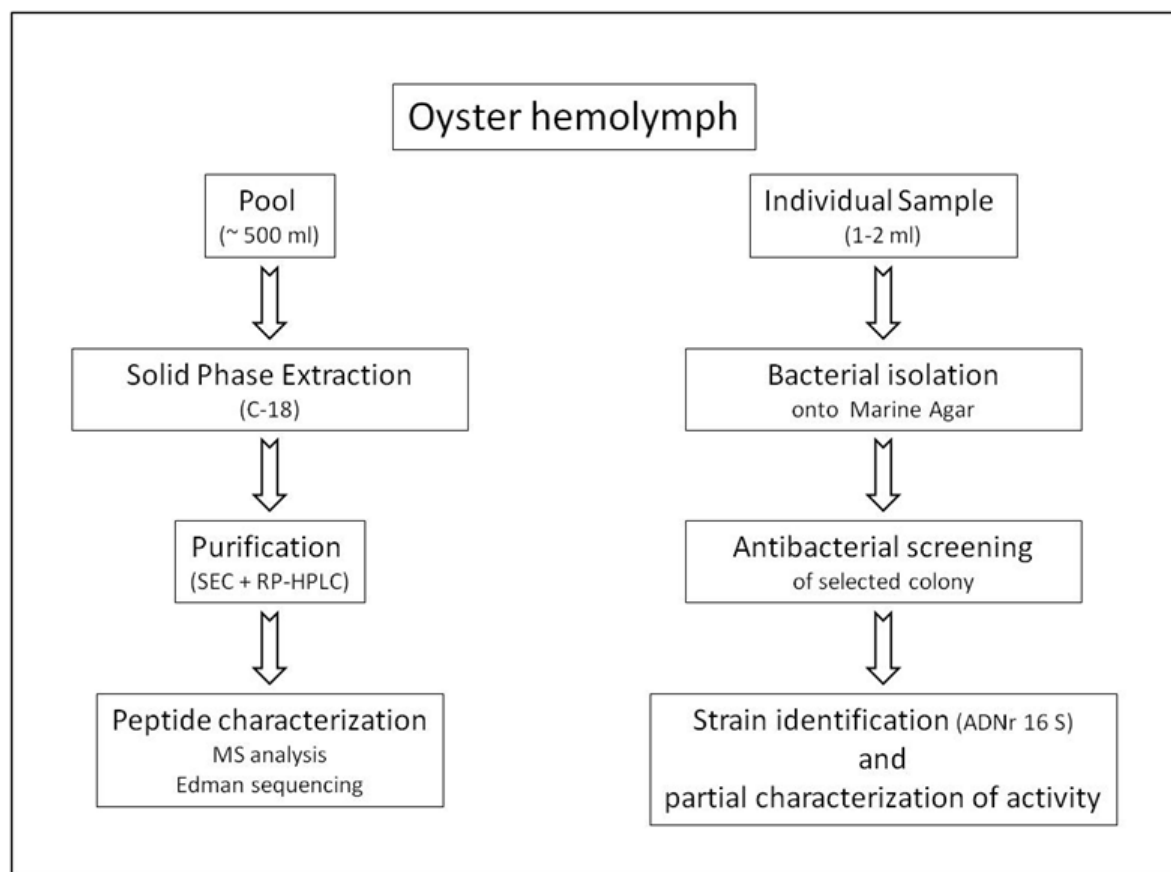 Oyster hemolymph
Pool
(~ 500 ml)
Solid Phase Extraction
(C-18)
Purification
(SEC + RP-HPLC)
Peptide characterization
MS analysis
Edman sequencing
Individual Sample
(1-2 ml)
Bacterial isolation
onto Marine Agar
Antibacterial screening
of selected colony
Strain identification (ADNr 16 S)
and
partial characterization of activity